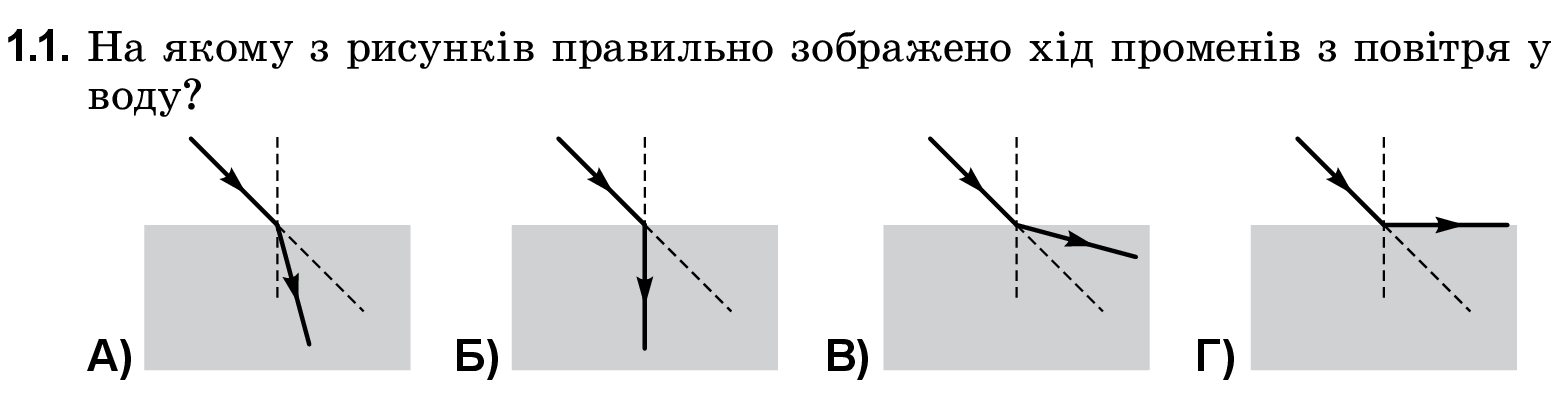 1.1. На якому з рисунків правильно зображено хід променів з повітря у
воду?
А) Б) В) Г)